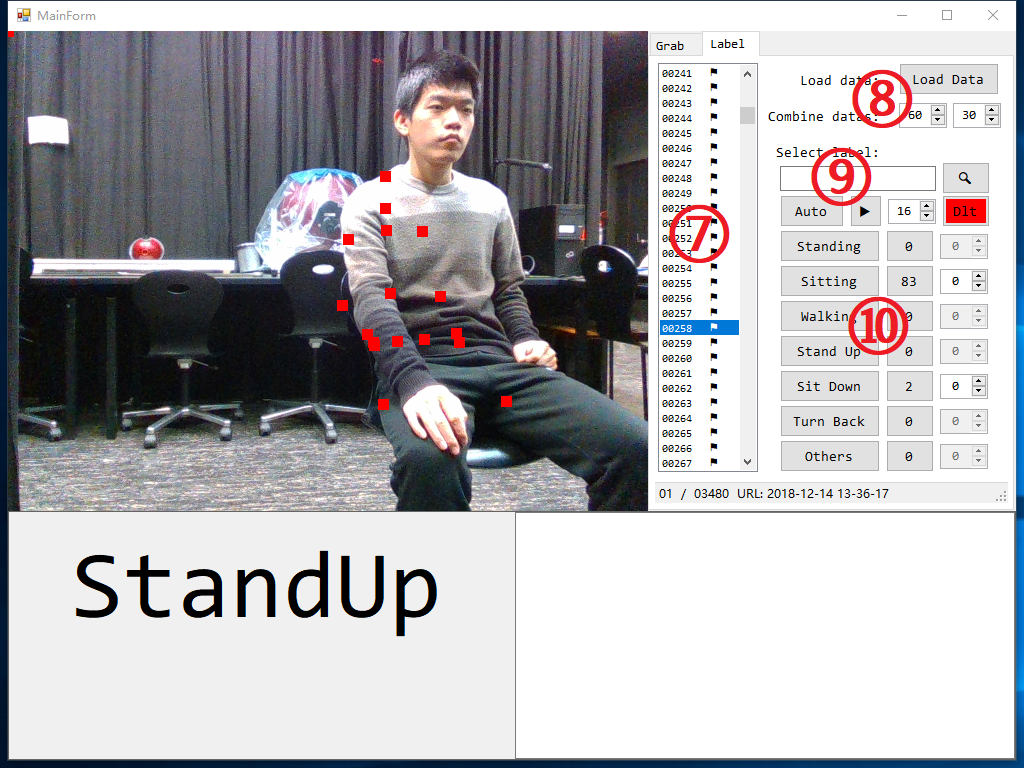 MainForm
Grab Label
00241
00242
00243
00244
00245
00246
00247
00248
00249
00250
00251
00252
00253
00254
00255
00256
00257
00258
00259
00260
00261
00262
00263
00264
00265
00266
00267
⑦
Load data: Load Data
⑧
Combine datas: 60 30
Select label:
⑨
Auto 16 Dlt
Standing 0 0
Sitting 83 0
Walking 0 0
⑩
Stand Up 0 0
Sit Down 2 0
Turn Back 0 0
Others 0 0
01 / 03480 URL: 2018-12-14 13-36-17
StandUp